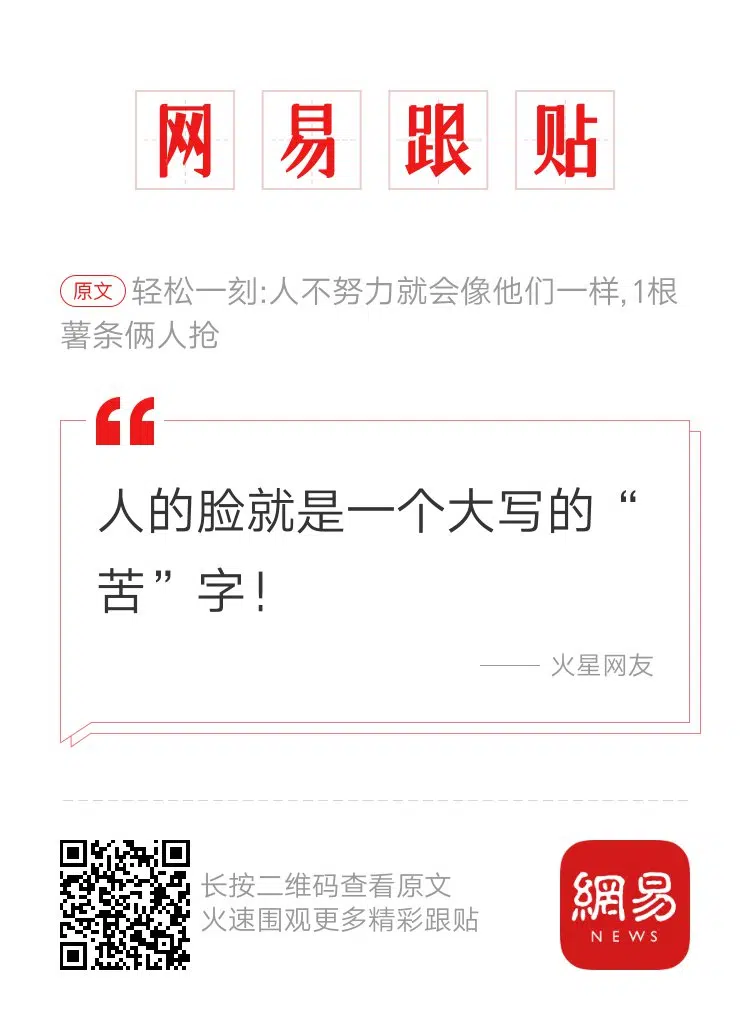 网易跟贴
原文 轻松一刻:人不努力就会像他们一样,1根
薯条俩人抢
人的脸就是一个大写的“
苦”字!
—— 火星网友
长按二维码查看原文
火速围观更多精彩跟贴
網易
NEWS